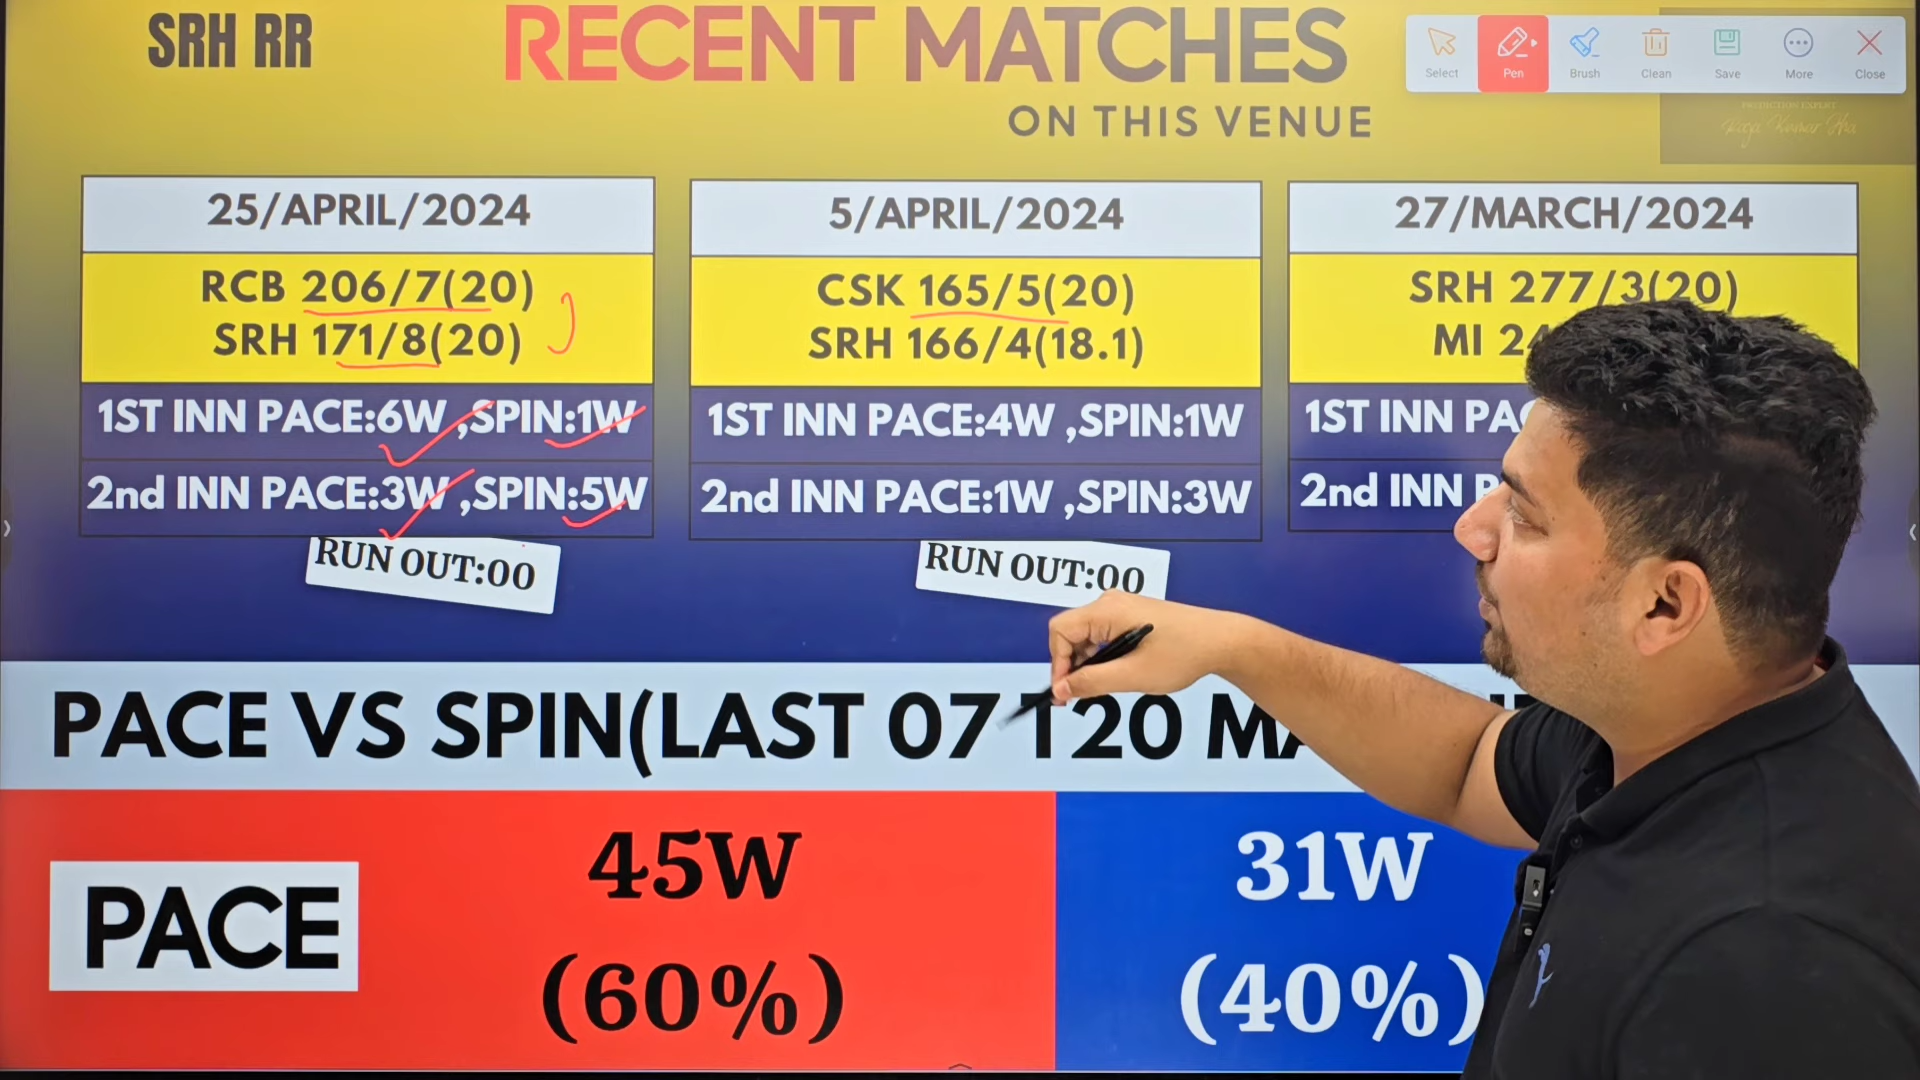 SRH RR
RECENT MATCHES
ON THIS VENUE
Select
Pen
Brush
Clean
Save
More
Close
PREDICTION EXPERT
25/APRIL/2024
RCB 206/7(20)
SRH 171/8(20)
1ST INN PACE:6W ,SPIN:1W
2nd INN PACE:3W ,SPIN:5W
RUN OUT:00
5/APRIL/2024
CSK 165/5(20)
SRH 166/4(18.1)
1ST INN PACE:4W ,SPIN:1W
2nd INN PACE:1W ,SPIN:3W
RUN OUT:00
27/MARCH/2024
SRH 277/3(20)
MI 24
1ST INN PAC
2nd INN P
PACE VS SPIN(LAST 07 T20 MA
PACE
45W
(60%)
31W
(40%)